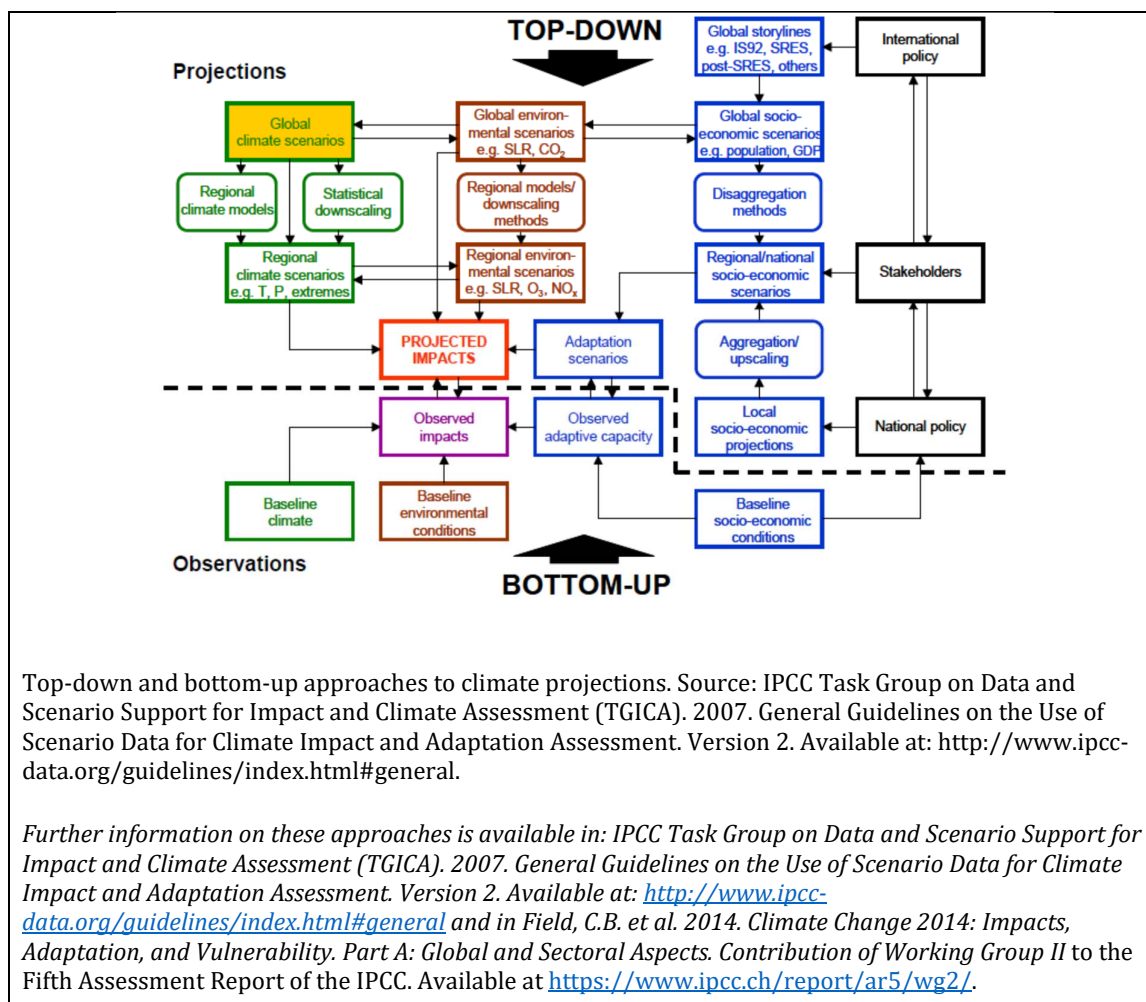 TOP-DOWN
Projections
Global storylines
e.g. IS92, SRES,
post-SRES, others
International
policy
Global
climate scenarios
Global environ-
mental scenarios
e.g. SLR, CO₂
Global socio-
economic scenarios
e.g. population, GDP
Regional
climate models
Statistical
downscaling
Regional models/
downscaling
methods
Disaggregation
methods
Regional
climate scenarios
e.g. T, P, extremes
Regional environ-
mental scenarios
e.g. SLR, O₃, NOₓ
Regional/national
socio-economic
scenarios
Stakeholders
PROJECTED
IMPACTS
Adaptation
scenarios
Aggregation/
upscaling
Observed
impacts
Observed
adaptive capacity
Local
socio-economic
projections
National policy
Baseline
climate
Baseline
environmental
conditions
Baseline
socio-economic
conditions
Observations
BOTTOM-UP
Top-down and bottom-up approaches to climate projections. Source: IPCC Task Group on Data and
Scenario Support for Impact and Climate Assessment (TGICA). 2007. General Guidelines on the Use of
Scenario Data for Climate Impact and Adaptation Assessment. Version 2. Available at: http://www.ipcc-
data.org/guidelines/index.html#general.
Further information on these approaches is available in: IPCC Task Group on Data and Scenario Support for
Impact and Climate Assessment (TGICA). 2007. General Guidelines on the Use of Scenario Data for Climate
Impact and Adaptation Assessment. Version 2. Available at: http://www.ipcc-
data.org/guidelines/index.html#general and in Field, C.B. et al. 2014. Climate Change 2014: Impacts,
Adaptation, and Vulnerability. Part A: Global and Sectoral Aspects. Contribution of Working Group II to the
Fifth Assessment Report of the IPCC. Available at https://www.ipcc.ch/report/ar5/wg2/.